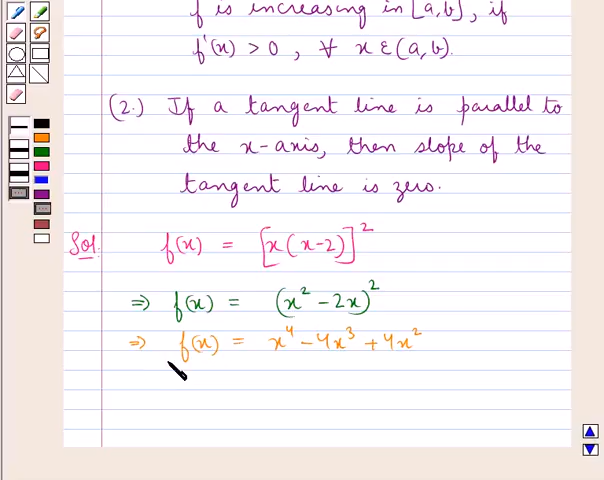 f is increasing in [a,b], if
f'(x) > 0, ∀ x ∈ (a,b).
(2.) If a tangent line is parallel to
the x-axis, then slope of the
tangent line is zero.
Sol. f(x) = [x(x-2)]²
⇒ f(x) = (x² - 2x)²
⇒ f(x) = x⁴ - 4x³ + 4x²